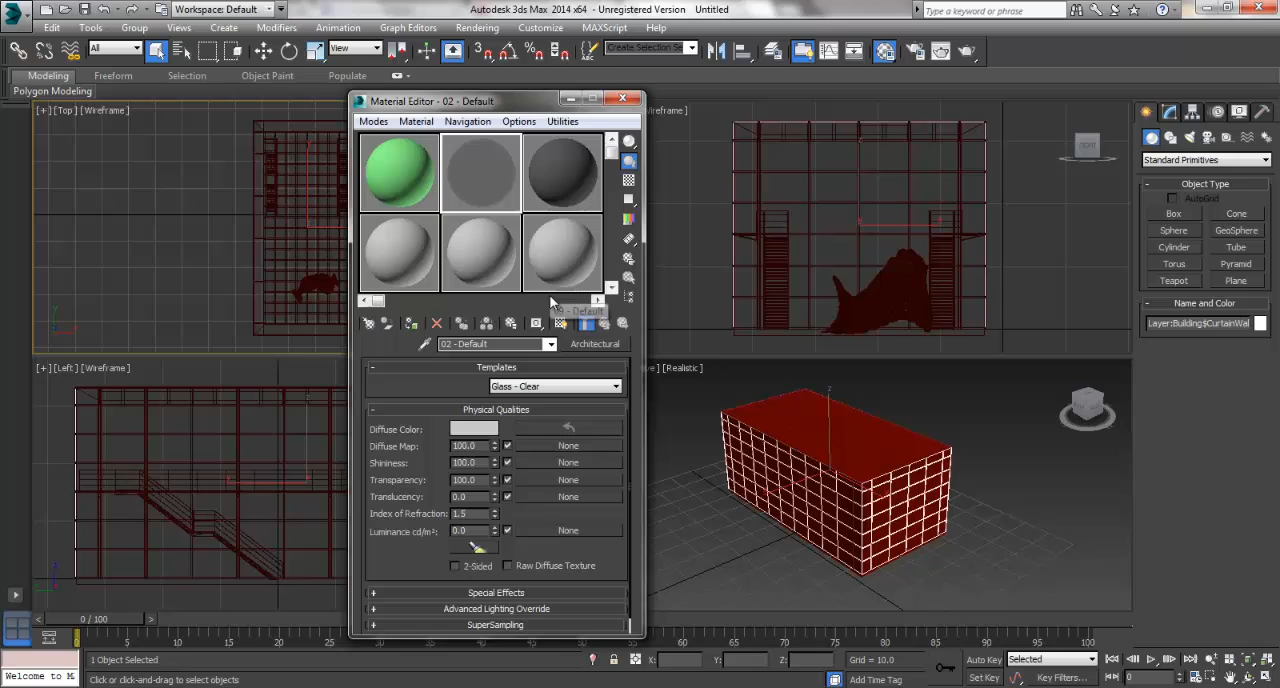 Workspace: Default
Autodesk 3ds Max 2014 x64 - Unregistered Version Untitled
Type a keyword or phrase
Edit Tools Group Views Create Modifiers Animation Graph Editors Rendering Customize MAXScript Help
All
View
Create Selection Se
Modeling Freeform Selection Object Paint Populate
Polygon Modeling
[+] [Top] [Wireframe]
Material Editor - 02 - Default
Modes Material Navigation Options Utilities
02 - Default
Architectural
Templates
Glass - Clear
Physical Qualities
Diffuse Color:
Diffuse Map: 100.0 None
Shininess: 100.0 None
Transparency: 100.0 None
Translucency: 0.0 None
Index of Refraction: 1.5
Luminance cd/m²: 0.0 None
2-Sided Raw Diffuse Texture
+ Special Effects
+ Advanced Lighting Override
+ SuperSampling
FRONT
Standard Primitives
- Object Type
AutoGrid
Box Cone
Sphere GeoSphere
Cylinder Tube
Torus Pyramid
Teapot Plane
- Name and Color
Layer:Building$CurtainWal
[+] [Left] [Wireframe]
[Realistic]
0 / 100
0 5 10 15 20 25 60 65 70 75 80 85 90 95 100
1 Object Selected
X: Y: Z: Grid = 10.0
Auto Key Selected
Welcome to M
Click or click-and-drag to select objects
Add Time Tag
Set Key Key Filters... 0